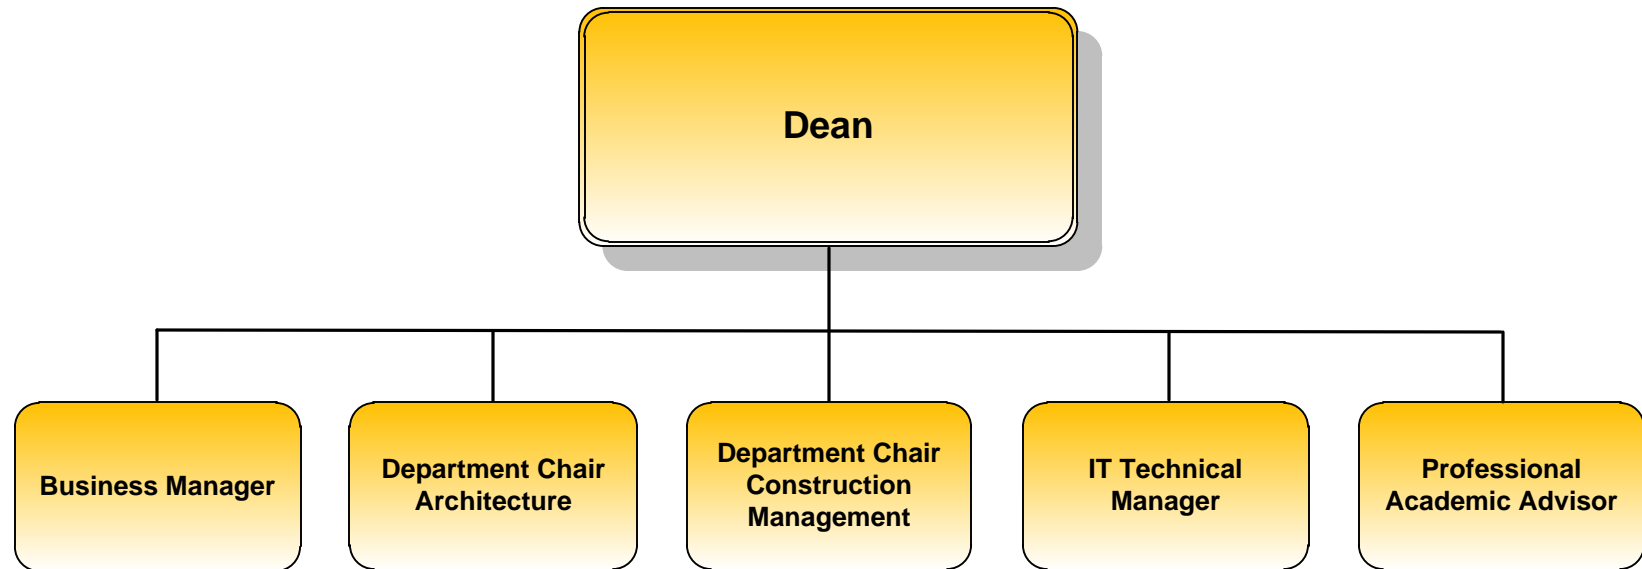 Dean
Business Manager
Department Chair
Architecture
Department Chair
Construction
Management
IT Technical
Manager
Professional
Academic Advisor